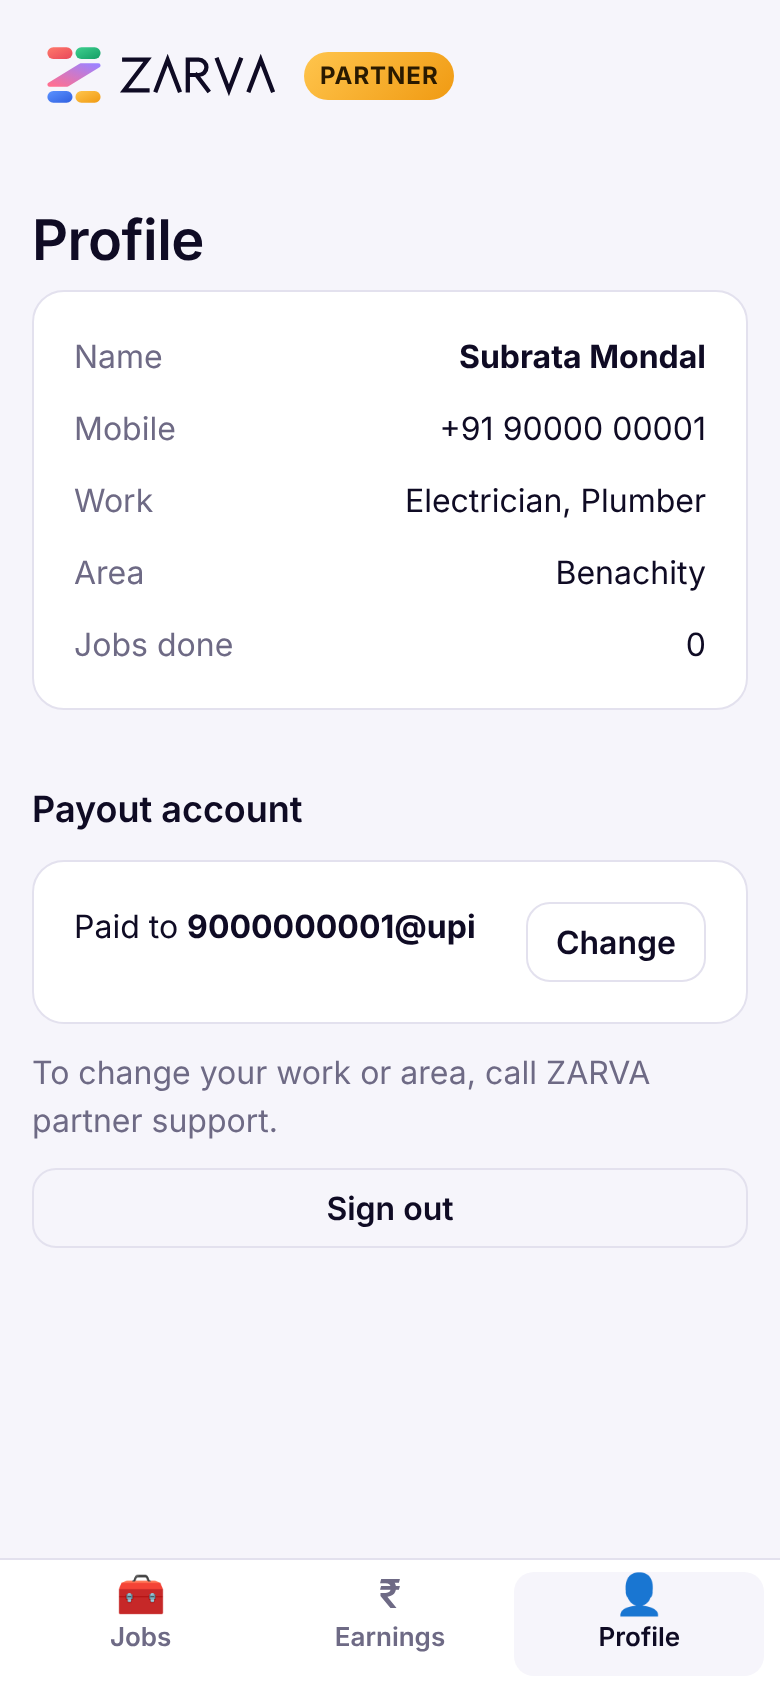 ZARVA PARTNER
Profile
Name Subrata Mondal
Mobile +91 90000 00001
Work Electrician, Plumber
Area Benachity
Jobs done 0
Payout account
Paid to 9000000001@upi Change
To change your work or area, call ZARVA
partner support.
Sign out
₹
Jobs Earnings Profile